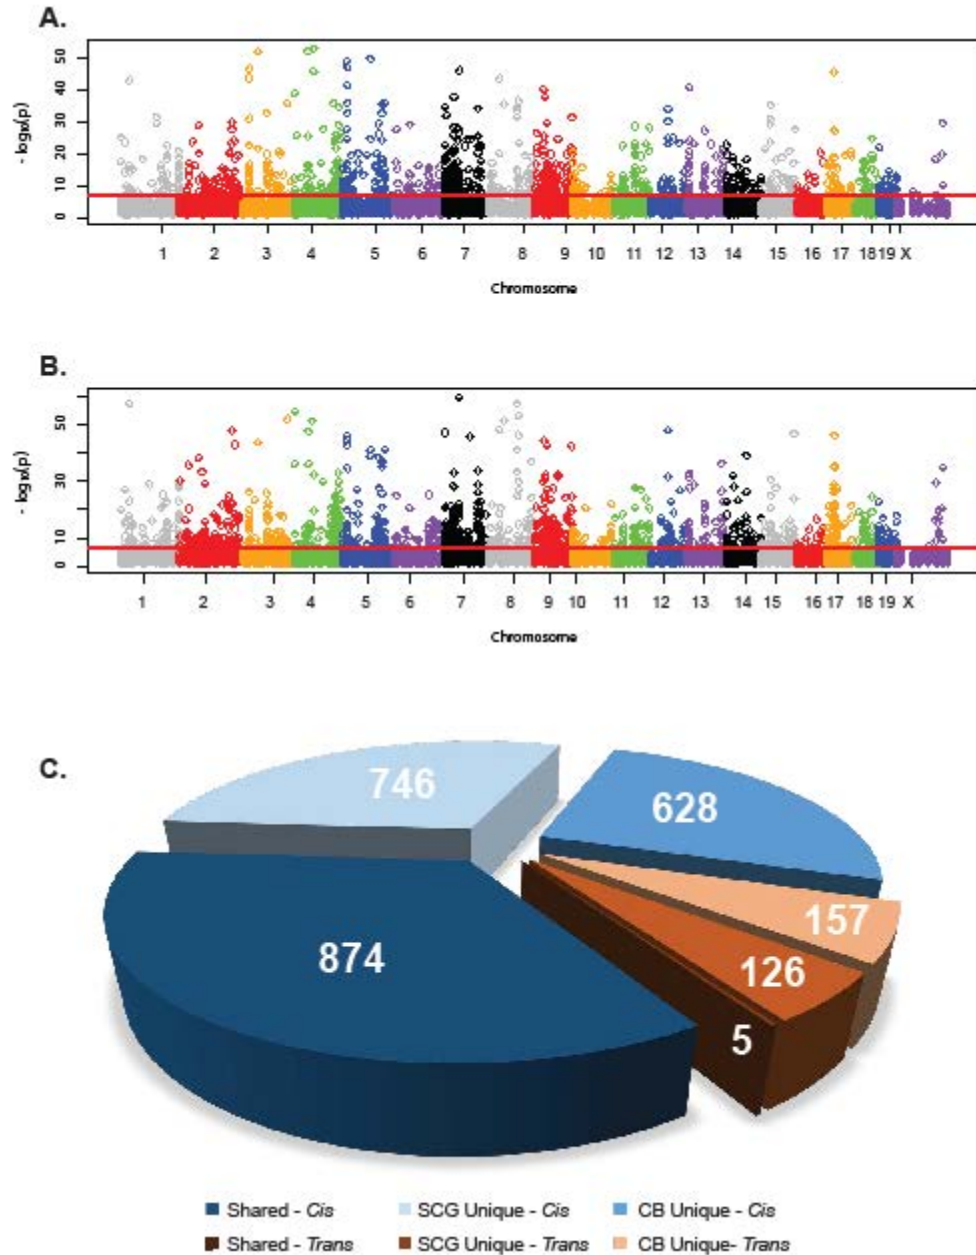 A.
50
40
30
20
10
0
- log10(p)
1 2 3 4 5 6 7 8 9 10 11 12 13 14 15 16 17 18 19 X
Chromosome
B.
50
30
10
0
- log10(p)
1 2 3 4 5 6 7 8 9 10 11 12 13 14 15 16 17 18 19 X
Chromosome
C.
746
628
157
126
5
874
Shared - Cis SCG Unique - Cis CB Unique - Cis
Shared - Trans SCG Unique - Trans CB Unique- Trans